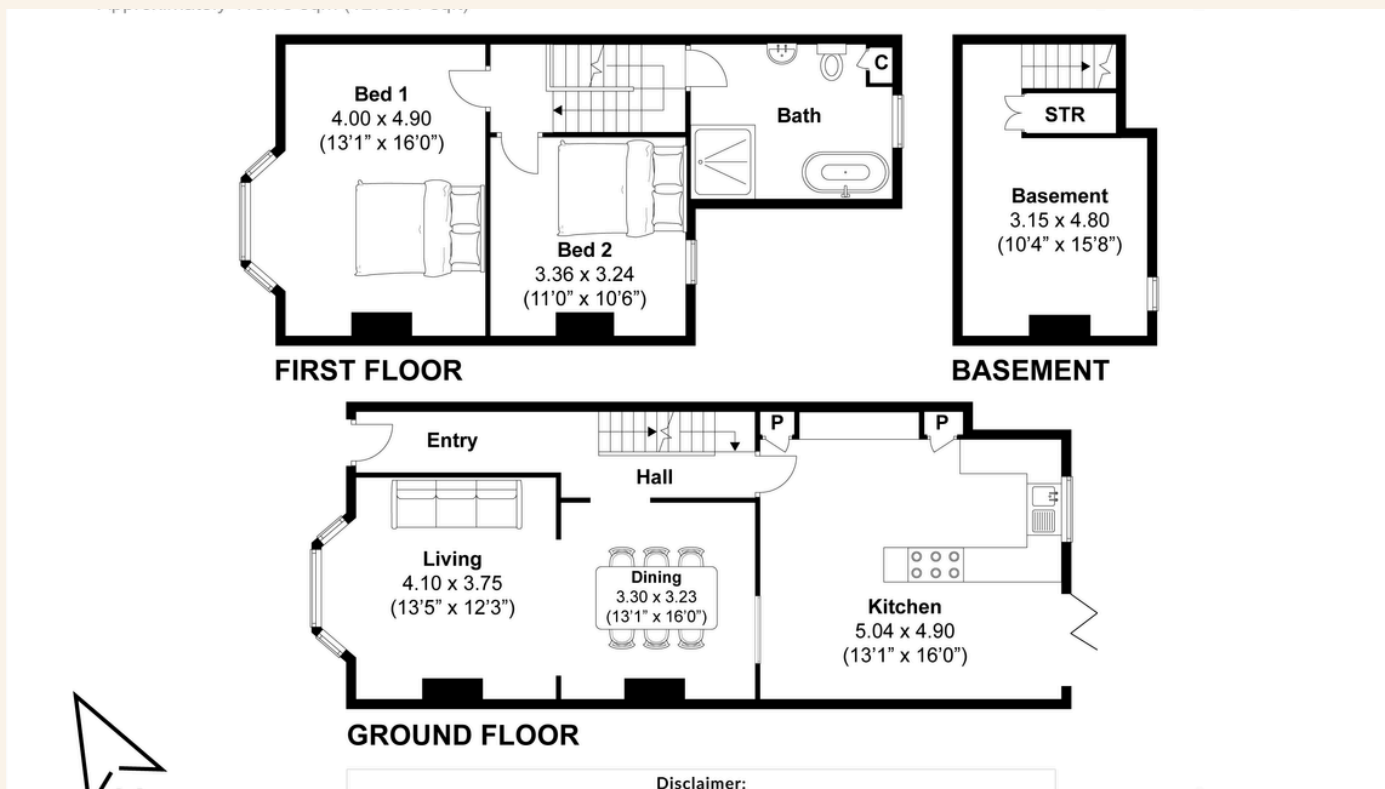 Bed 1
4.00 x 4.90
(13'1" x 16'0")
Bed 2
3.36 x 3.24
(11'0" x 10'6")
Bath
C
FIRST FLOOR
STR
Basement
3.15 x 4.80
(10'4" x 15'8")
BASEMENT
Entry
Hall
P
P
Living
4.10 x 3.75
(13'5" x 12'3")
Dining
3.30 x 3.23
(13'1" x 16'0")
Kitchen
5.04 x 4.90
(13'1" x 16'0")
GROUND FLOOR
Disclaimer: